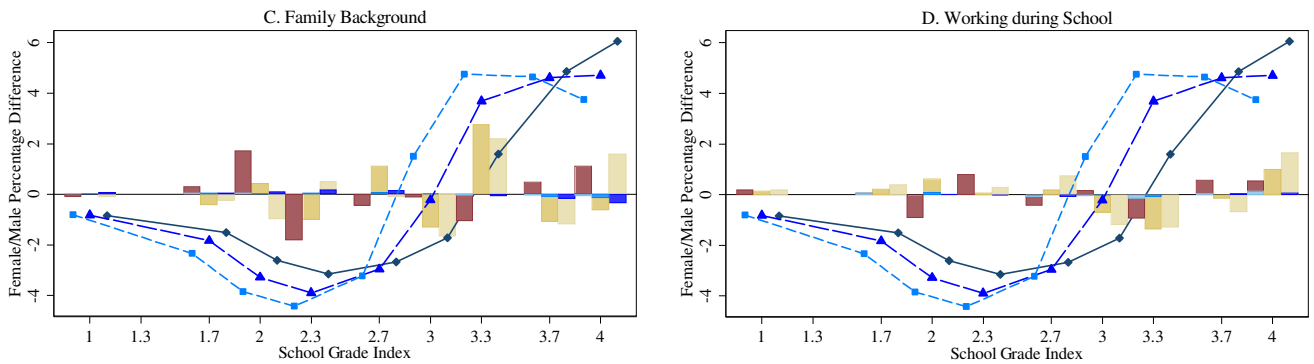 C. Family Background
Female/Male Percentage Difference
6
4
2
0
-2
-4
1 1.3 1.7 2 2.3 2.7 3 3.3 3.7 4
School Grade Index
D. Working during School
Female/Male Percentage Difference
6
4
2
0
-2
-4
1 1.3 1.7 2 2.3 2.7 3 3.3 3.7 4
School Grade Index